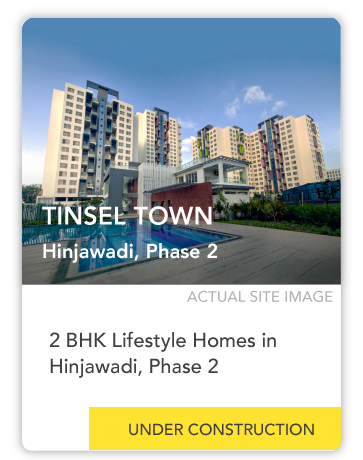 TINSEL TOWN
Hinjawadi, Phase 2
ACTUAL SITE IMAGE
2 BHK Lifestyle Homes in
Hinjawadi, Phase 2
UNDER CONSTRUCTION